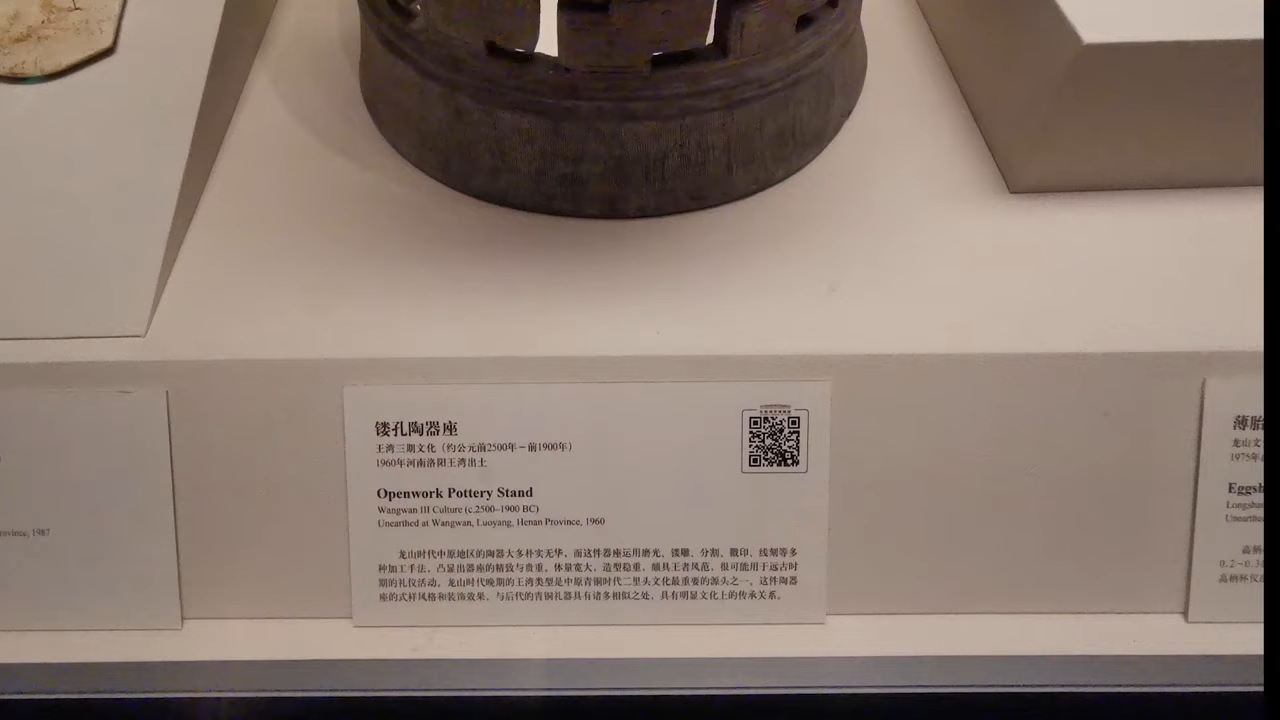 镂孔陶器座
王湾三期文化（约公元前2500年－前1900年）
1960年河南洛阳王湾出土
Openwork Pottery Stand
Wangwan III Culture (c.2500–1900 BC)
Unearthed at Wangwan, Luoyang, Henan Province, 1960
龙山时代中原地区的陶器大多朴实无华，而这件器座运用磨光、镂雕、分割、戳印、线刻等多
种加工手法，凸显出器座的精致与贵重。体量宽大，造型稳重，颇具王者风范，很可能用于远古时
期的礼仪活动。龙山时代晚期的王湾类型是中原青铜时代二里头文化最重要的源头之一，这件陶器
座的式样风格和装饰效果，与后代的青铜礼器具有诸多相似之处，具有明显文化上的传承关系。
rovince, 1987
薄胎
龙山文
1975年
Eggsh
Longsha
Unearthe
高柄
0.2～0.3
高柄杯仅